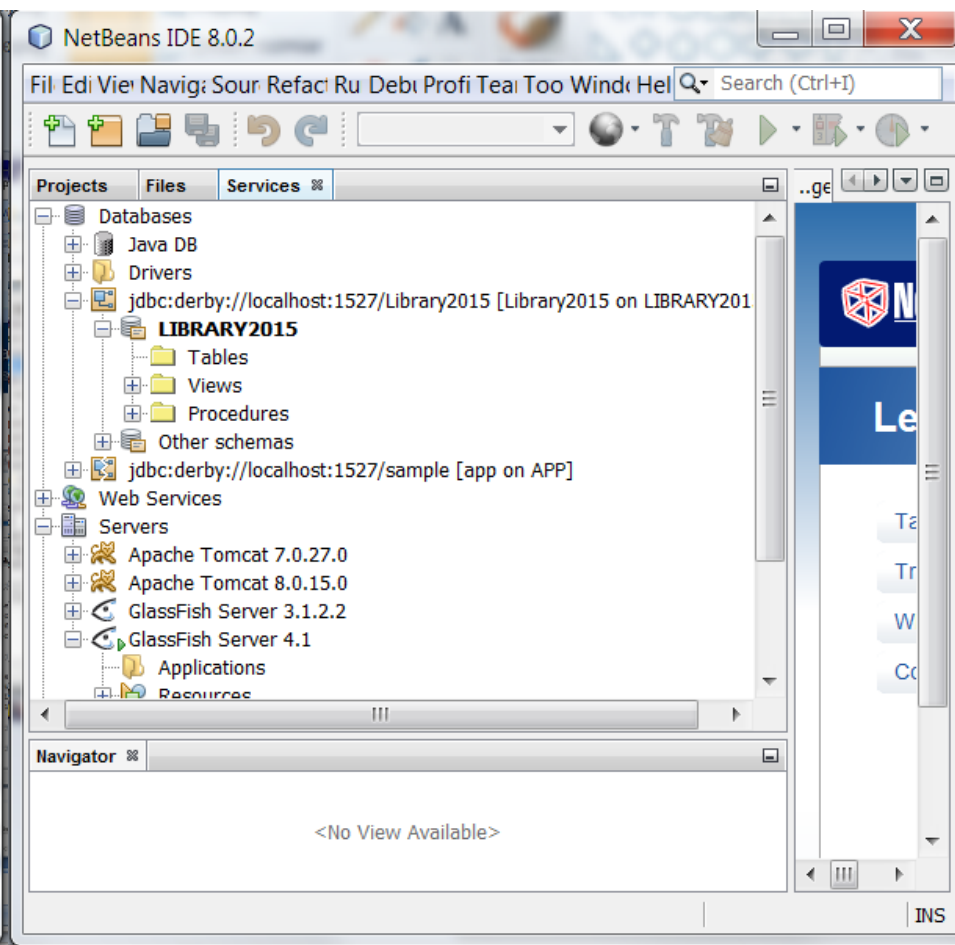 NetBeans IDE 8.0.2
Fil Edi Vie Naviga Sour Refact Ru Debu Profi Tear Too Windo Hel Search (Ctrl+I)
Projects Files Services ..ge
Databases
Java DB
Drivers
jdbc:derby://localhost:1527/Library2015 [Library2015 on LIBRARY201
LIBRARY2015
Tables
Views
Procedures
Other schemas
jdbc:derby://localhost:1527/sample [app on APP]
Web Services
Servers
Apache Tomcat 7.0.27.0
Apache Tomcat 8.0.15.0
GlassFish Server 3.1.2.2
GlassFish Server 4.1
Applications
Resources
Le
Ta
Tr
W
Co
Navigator
<No View Available>
INS